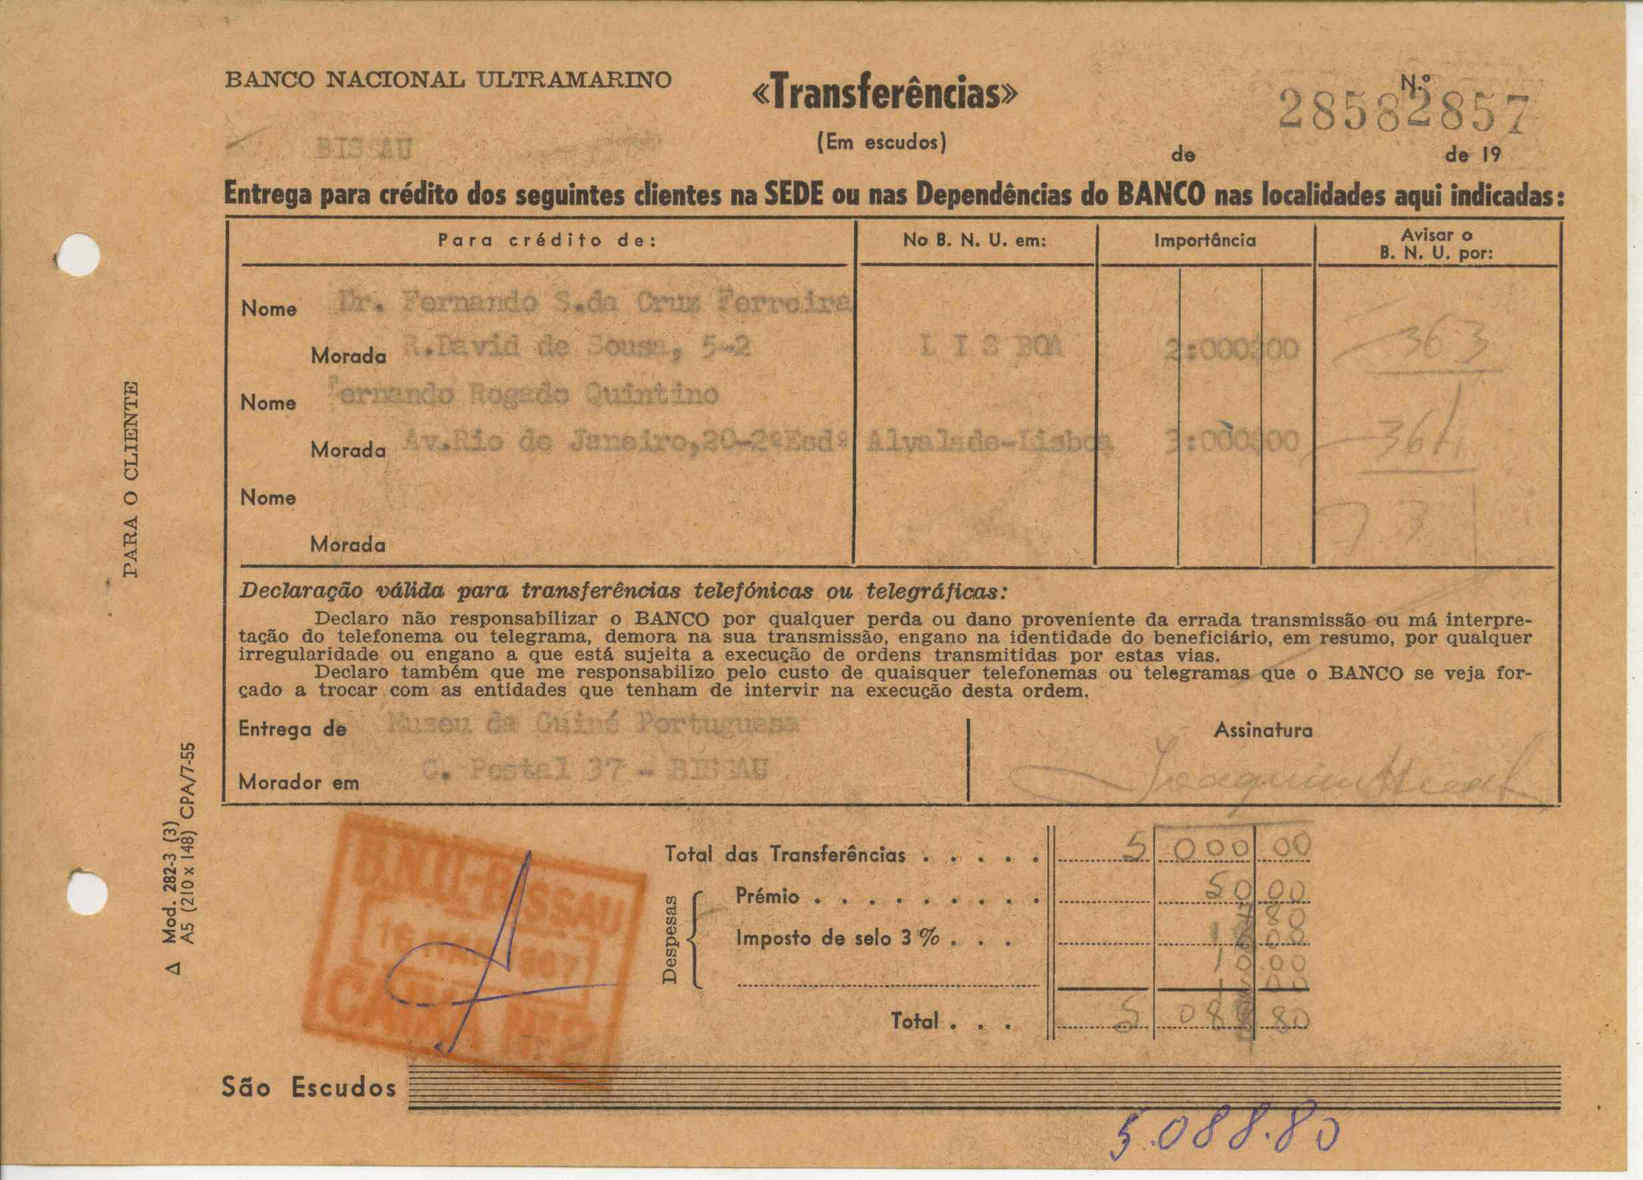 BANCO NACIONAL ULTRAMARINO
«Transferências»
N.º
28582857
BISSAU
(Em escudos)
de
de 19
Entrega para crédito dos seguintes clientes na SEDE ou nas Dependências do BANCO nas localidades aqui indicadas:
Para crédito de:
No B. N. U. em:
Importância
Avisar o
B. N. U. por:
Nome Dr. Fernando S.da Cruz Ferreira
Morada R.David de Sousa, 5-2 L I S BOA 2:000$00 363
Nome Fernando Rogado Quintino
Morada Av.Rio de Janeiro,20-2ºEsdº Alvalade-Lisboa 3:000$00 364
Nome
Morada
Declaração válida para transferências telefónicas ou telegráficas:
Declaro não responsabilizar o BANCO por qualquer perda ou dano proveniente da errada transmissão ou má interpre-
tação do telefonema ou telegrama, demora na sua transmissão, engano na identidade do beneficiário, em resumo, por qualquer
irregularidade ou engano a que está sujeita a execução de ordens transmitidas por estas vias.
Declaro também que me responsabilizo pelo custo de quaisquer telefonemas ou telegramas que o BANCO se veja for-
çado a trocar com as entidades que tenham de intervir na execução desta ordem.
Entrega de Museu da Guiné Portuguesa
Assinatura
Morador em C. Postal 37 - BISSAU
Joaquim
PARA O CLIENTE
Δ Mod. 282-3 (3)
A5 (210 x 148) CPA/7-55
B.N.U.-BISSAU
CAIXA Nº 2
Total das Transferências . . . . . 5 000 00
Despesas
Prémio . . . . . . . . . 50 00
Imposto de selo 3 % . . .
Total . . . 5 088 80
São Escudos
5.088.80